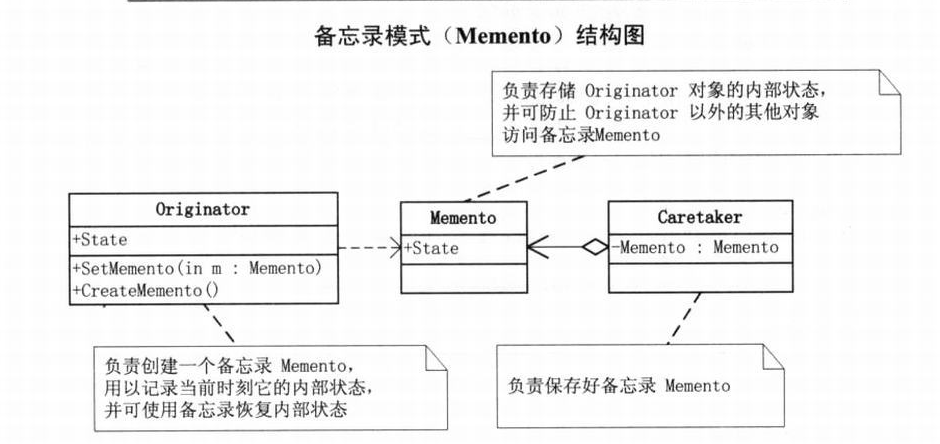 备忘录模式（Memento）结构图
负责存储 Originator 对象的内部状态，
并可防止 Originator 以外的其他对象
访问备忘录Memento
Originator
+State
+SetMemento(in m : Memento)
+CreateMemento()
Memento
+State
Caretaker
-Memento : Memento
负责创建一个备忘录 Memento，
用以记录当前时刻它的内部状态，
并可使用备忘录恢复内部状态
负责保存好备忘录 Memento